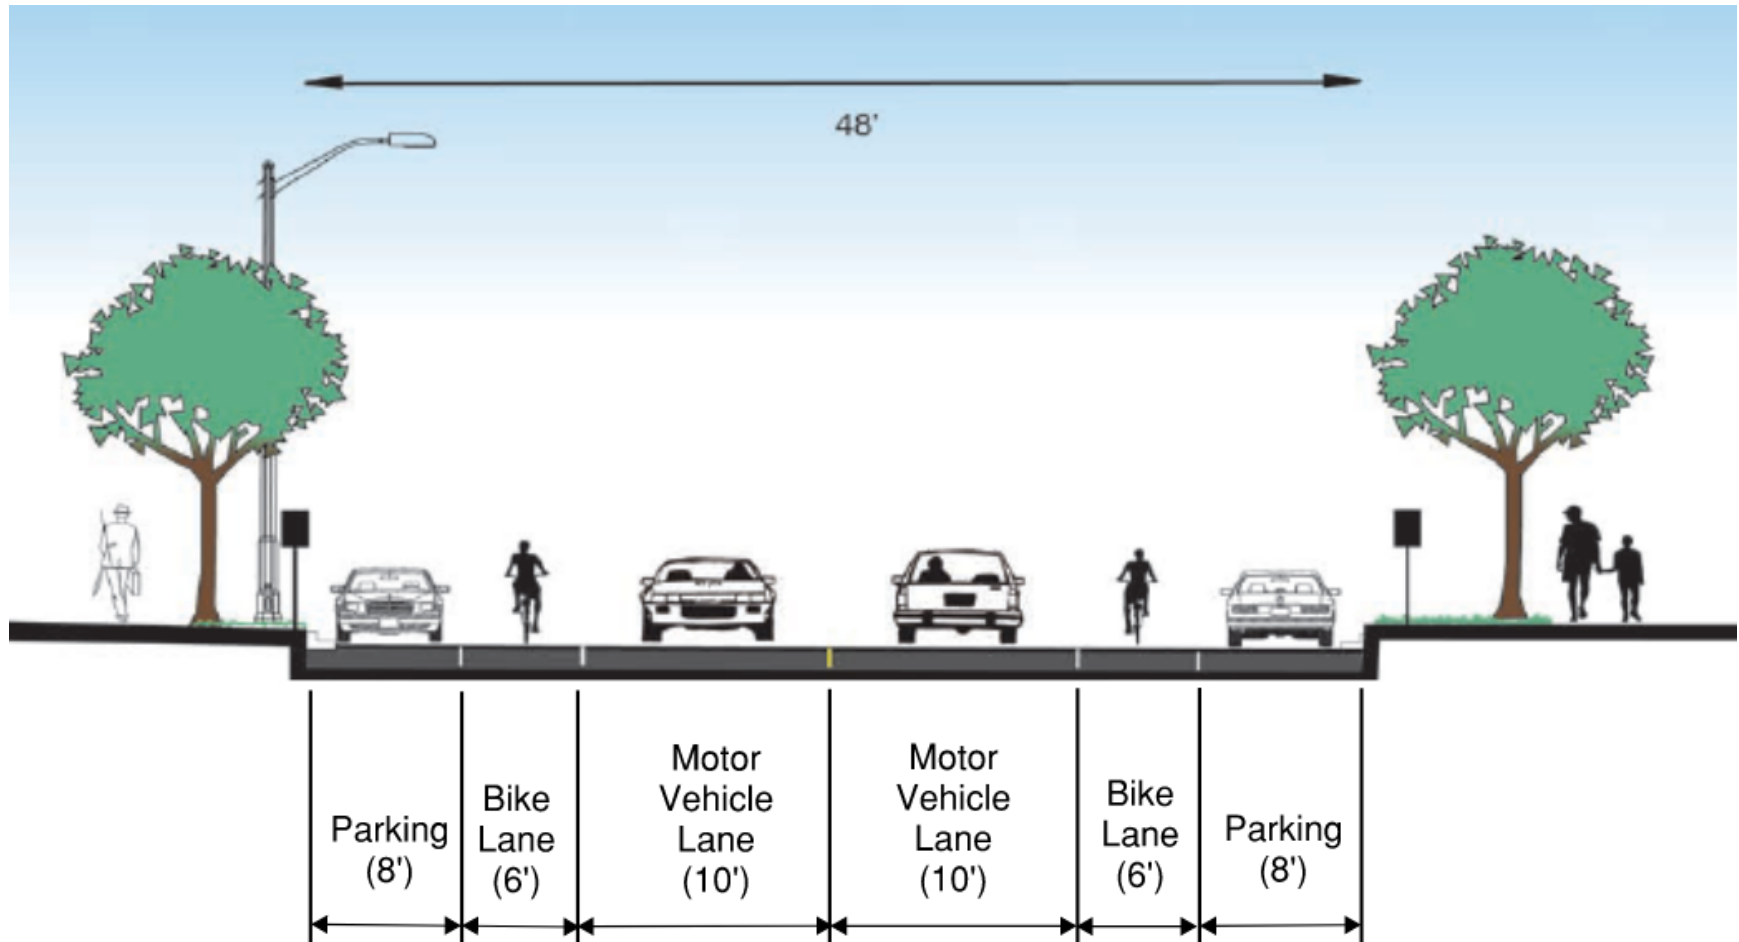 48'
Parking
(8')
Bike
Lane
(6')
Motor
Vehicle
Lane
(10')
Motor
Vehicle
Lane
(10')
Bike
Lane
(6')
Parking
(8')